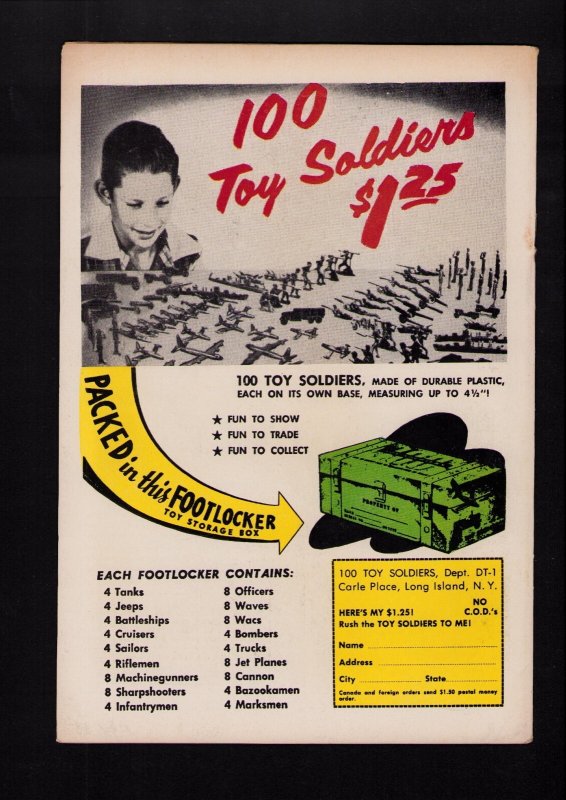 100
Toy Soldiers
$1.25
100 TOY SOLDIERS, MADE OF DURABLE PLASTIC,
EACH ON ITS OWN BASE, MEASURING UP TO 4½"!
★ FUN TO SHOW
★ FUN TO TRADE
★ FUN TO COLLECT
PACKED in this FOOTLOCKER
TOY STORAGE BOX
PROPERTY OF
EACH FOOTLOCKER CONTAINS:
4 Tanks
4 Jeeps
4 Battleships
4 Cruisers
4 Sailors
4 Riflemen
8 Machinegunners
8 Sharpshooters
4 Infantrymen
8 Officers
8 Waves
8 Wacs
4 Bombers
4 Trucks
8 Jet Planes
8 Cannon
4 Bazookamen
4 Marksmen
100 TOY SOLDIERS, Dept. DT-1
Carle Place, Long Island, N. Y.
NO
HERE'S MY $1.25! C.O.D.'s
Rush the TOY SOLDIERS TO ME!
Name
Address
City State
Canada and foreign orders send $1.50 postal money
order.